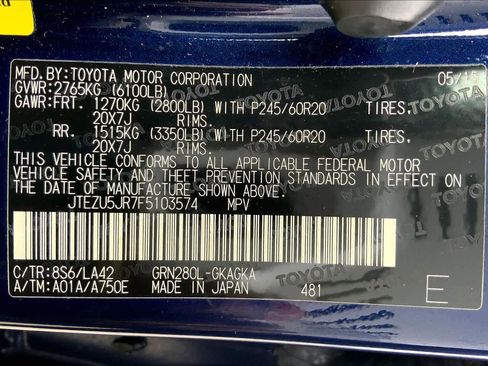 MFD.BY:TOYOTA MOTOR CORPORATION 05/15
GVWR:2765KG (6100LB)
GAWR:FRT. 1270KG (2800LB) WITH P245/60R20 TIRES,
20X7J RIMS.
RR. 1515KG (3350LB) WITH P245/60R20 TIRES,
20X7J RIMS.
THIS VEHICLE CONFORMS TO ALL APPLICABLE FEDERAL MOTOR
VEHICLE SAFETY AND THEFT PREVENTION STANDARDS IN EFFECT
ON THE DATE OF MANUFACTURE SHOWN ABOVE.
JTEZU5JR7F5103574 MPV
C/TR:8S6/LA42 GRN280L-GKAGKA
A/TM:A01A/A750E MADE IN JAPAN 481 E